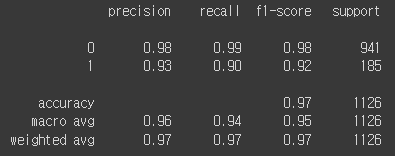 precision recall f1-score support
0 0.98 0.99 0.98 941
1 0.93 0.90 0.92 185
accuracy 0.97 1126
macro avg 0.96 0.94 0.95 1126
weighted avg 0.97 0.97 0.97 1126